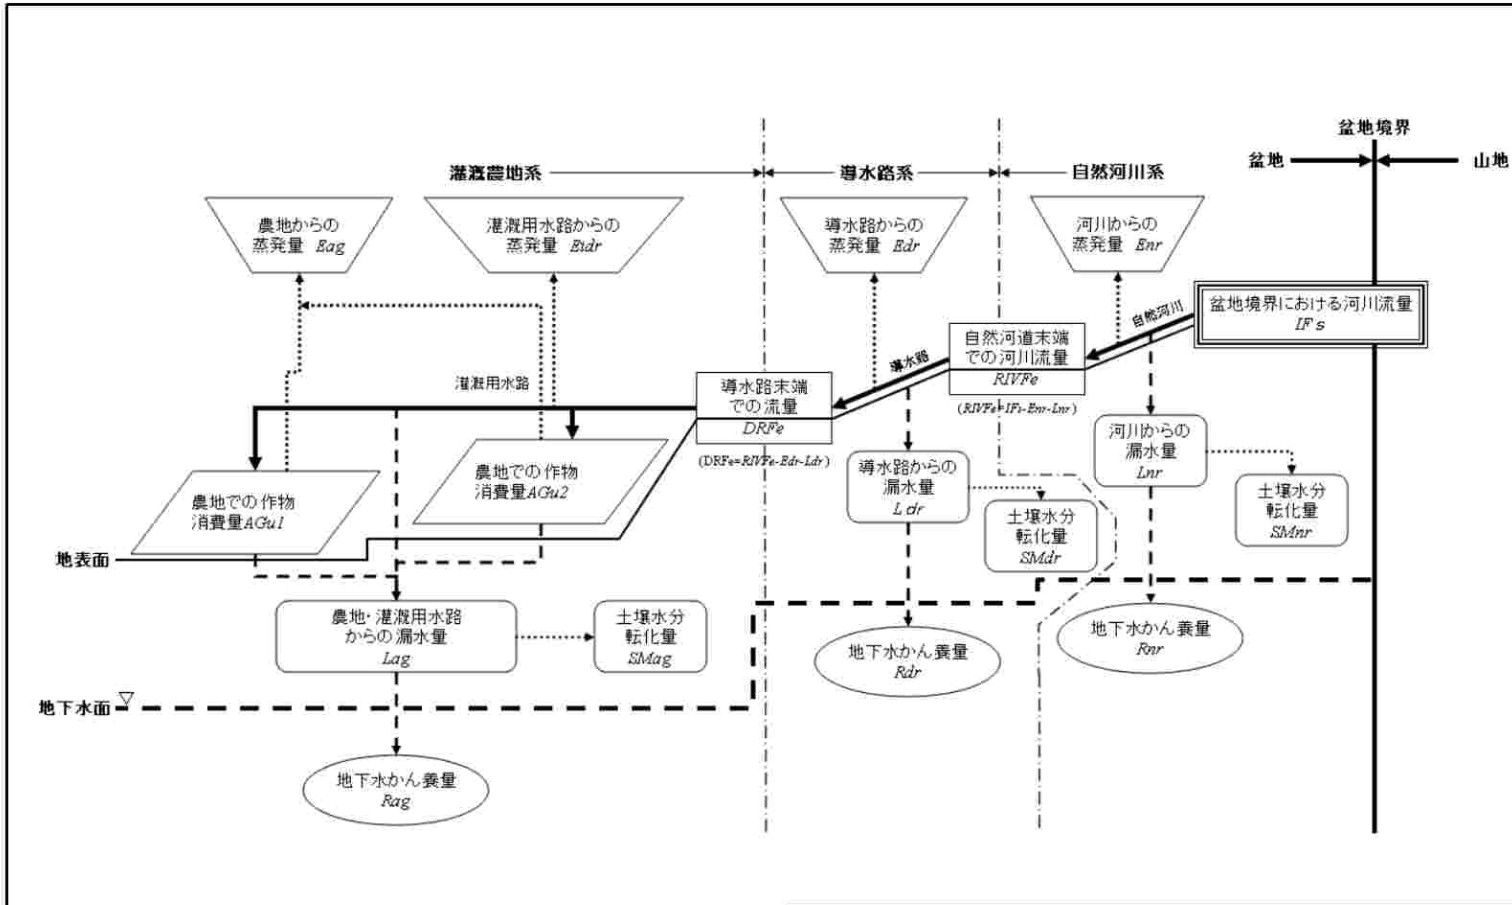 盆地境界
盆地
山地
灌漑農地系
導水路系
自然河川系
農地からの
蒸発量 Eag
灌漑用水路からの
蒸発量 Eidr
導水路からの
蒸発量 Edr
河川からの
蒸発量 Enr
盆地境界における河川流量
IFs
自然河川
自然河道末端
での河川流量
RIVFe
(RIVFe=IFs-Enr-Lnr)
導水路
灌漑用水路
導水路末端
での流量
DRFe
(DRFe=RIVFe-Edr-Ldr)
農地での作物
消費量AGu1
農地での作物
消費量AGu2
導水路からの
漏水量
Ldr
河川からの
漏水量
Lnr
土壌水分
転化量
SMdr
土壌水分
転化量
SMnr
地表面
農地・灌漑用水路
からの漏水量
Lag
土壌水分
転化量
SMag
地下水かん養量
Rdr
地下水かん養量
Rnr
地下水面
地下水かん養量
Rag